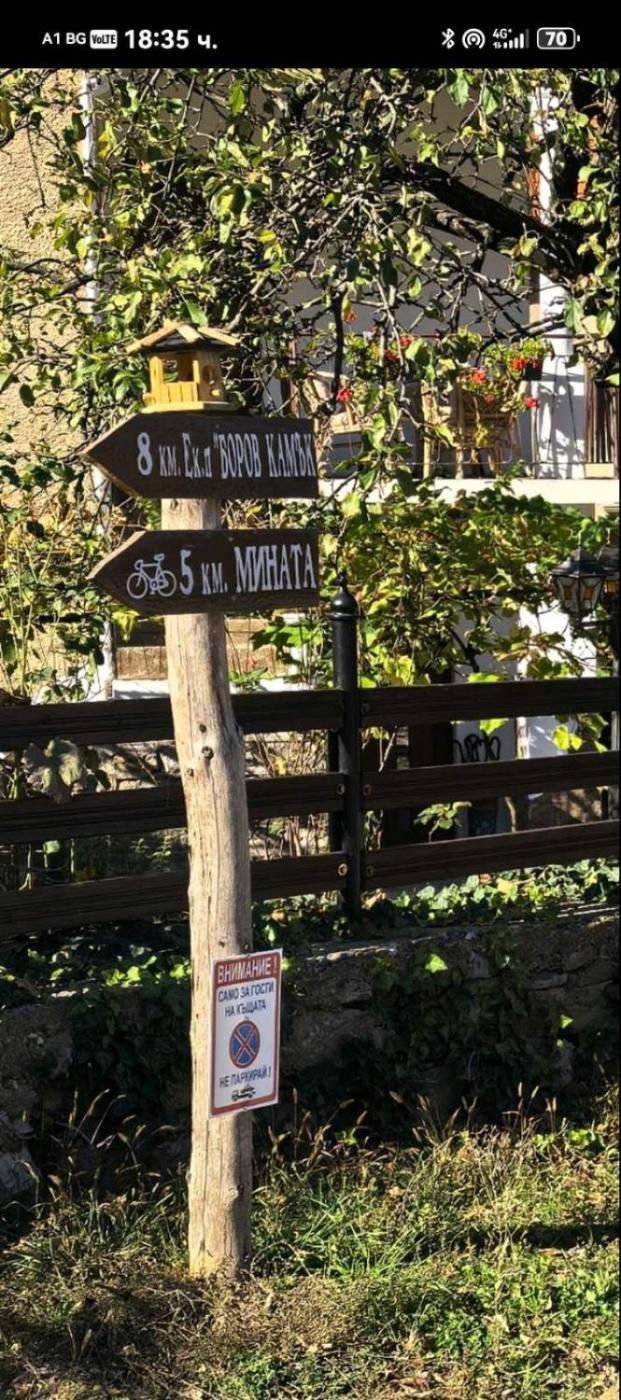 A1 BG VoLTE 18:35 ч. 4G+ 70
8 км. Ек.п "БОРОВ КАМЪК
5 км. МИНАТА
ВНИМАНИЕ !
САМО ЗА ГОСТИ
НА КЪЩАТА
НЕ ПАРКИРАЙ !